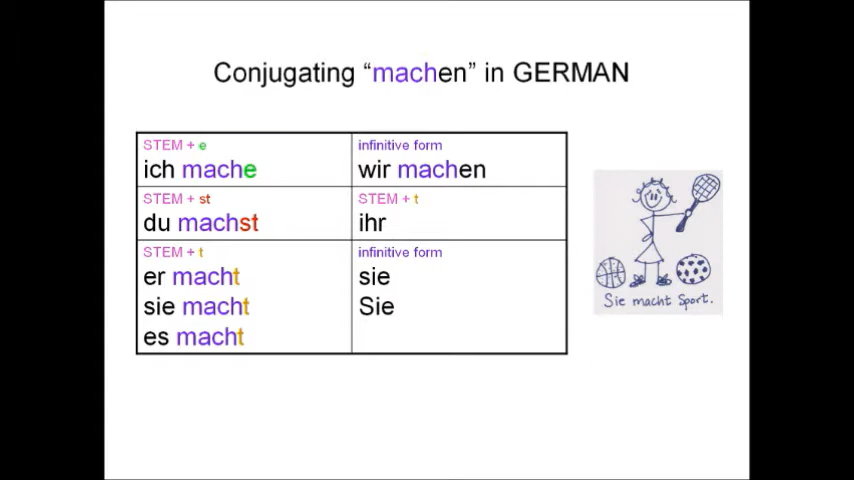 Conjugating “machen” in GERMAN
STEM + e
ich mache
infinitive form
wir machen
STEM + st
du machst
STEM + t
ihr
STEM + t
er macht
sie macht
es macht
infinitive form
sie
Sie
Sie macht Sport.